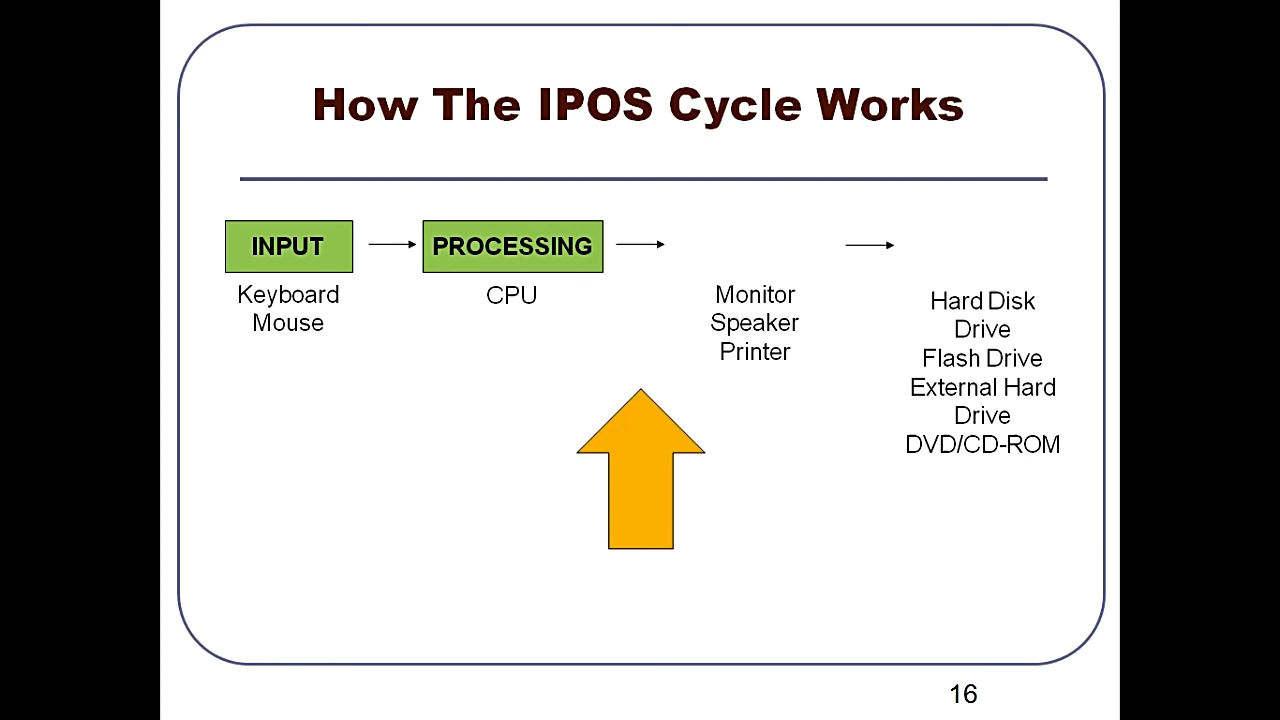 How The IPOS Cycle Works
INPUT
Keyboard
Mouse
PROCESSING
CPU
Monitor
Speaker
Printer
Hard Disk
Drive
Flash Drive
External Hard
Drive
DVD/CD-ROM
16